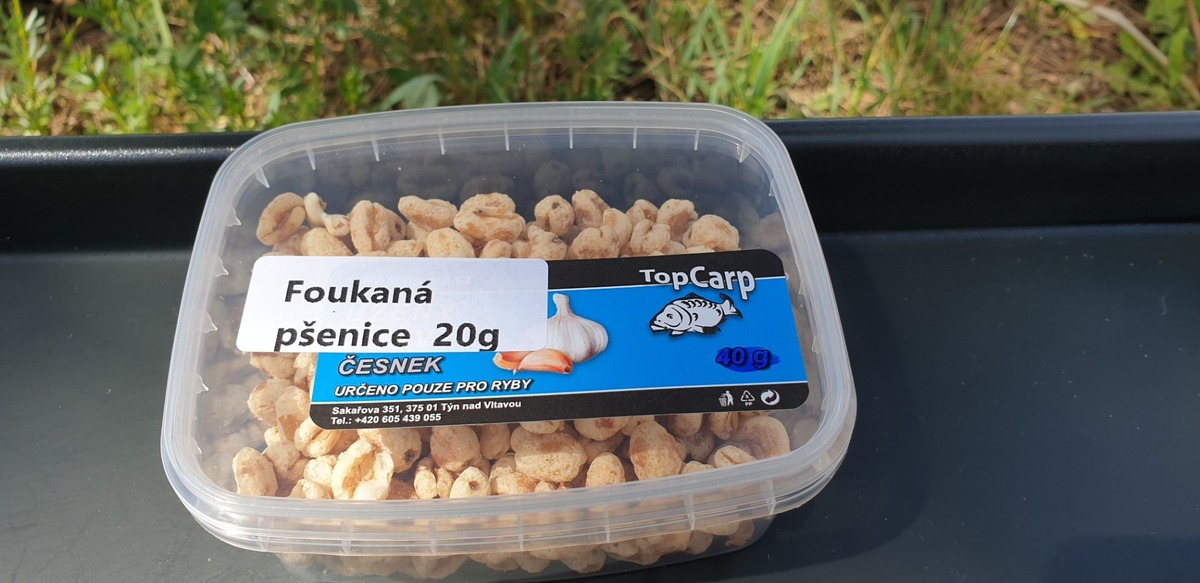 Foukaná
pšenice 20g
TopCarp
40 g
ČESNEK
URČENO POUZE PRO RYBY
Sakařova 351, 375 01 Týn nad Vltavou
Tel.: +420 605 439 055
PP